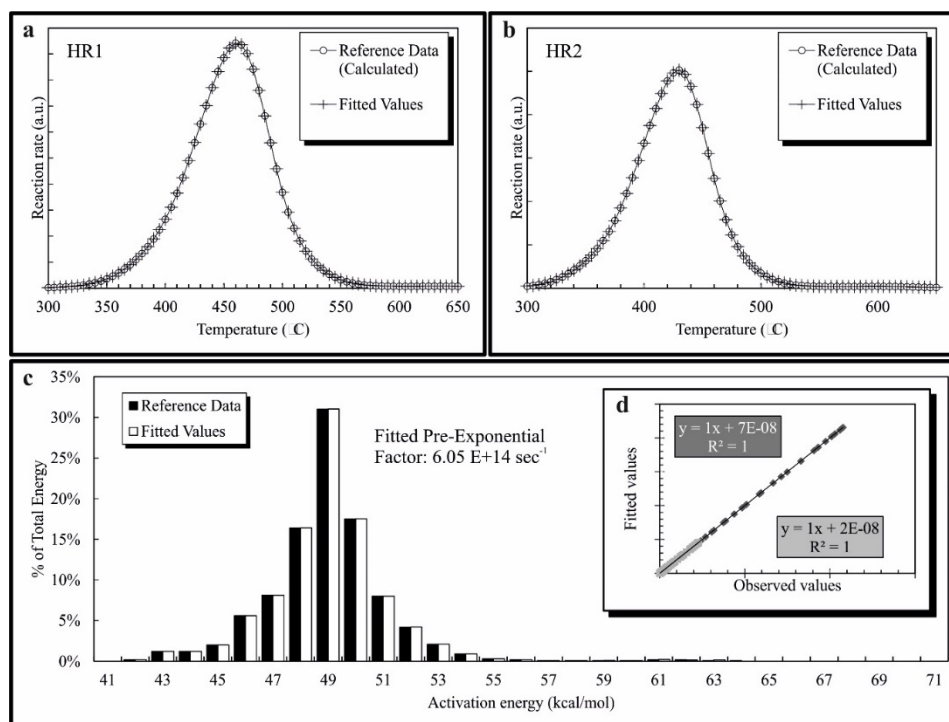 a
HR1
Reference Data
(Calculated)
Fitted Values
Reaction rate (a.u.)
300 350 400 450 500 550 600 650
Temperature (℃)
b
HR2
Reference Data
(Calculated)
Fitted Values
Reaction rate (a.u.)
300 400 500 600
Temperature (℃)
c
35%
30%
25%
20%
15%
10%
5%
0%
% of Total Energy
Reference Data
Fitted Values
Fitted Pre-Exponential
Factor: 6.05 E+14 sec⁻¹
41 43 45 47 49 51 53 55 57 59 61 63 65 67 69 71
Activation energy (kcal/mol)
d
y = 1x + 7E-08
R² = 1
y = 1x + 2E-08
R² = 1
Fitted values
Observed values